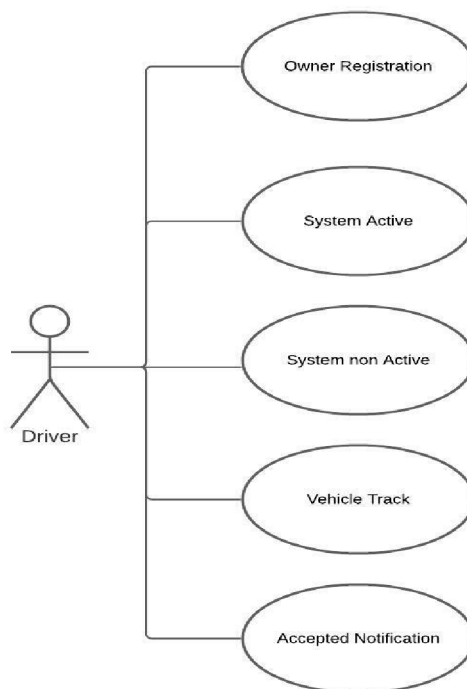 Owner Registration
System Active
System non Active
Driver
Vehicle Track
Accepted Notification